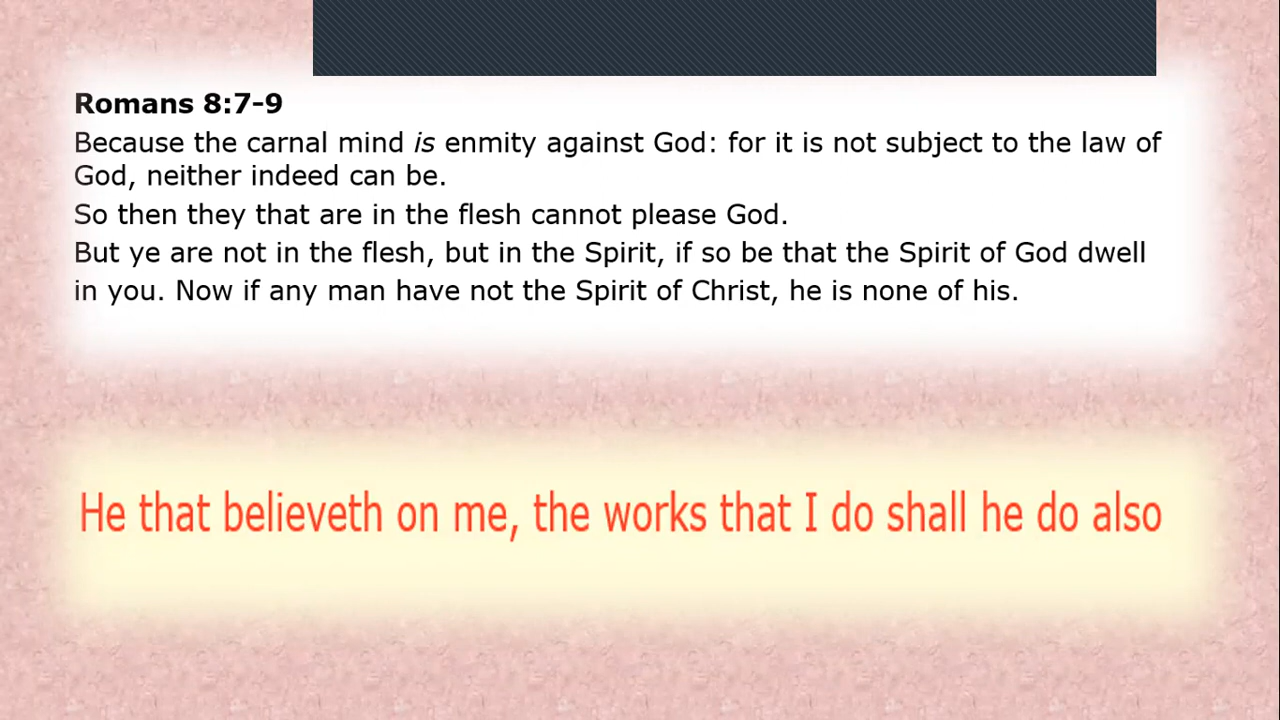 Romans 8:7-9
Because the carnal mind is enmity against God: for it is not subject to the law of
God, neither indeed can be.
So then they that are in the flesh cannot please God.
But ye are not in the flesh, but in the Spirit, if so be that the Spirit of God dwell
in you. Now if any man have not the Spirit of Christ, he is none of his.
He that believeth on me, the works that I do shall he do also